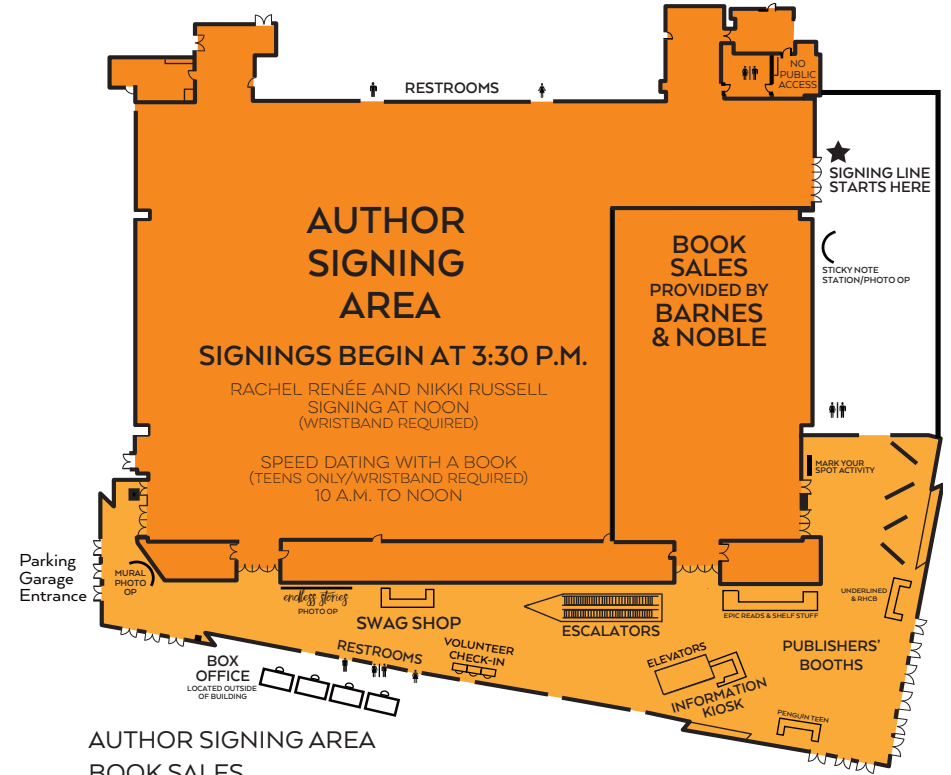 RESTROOMS
NO
PUBLIC
ACCESS
SIGNING LINE
STARTS HERE
STICKY NOTE
STATION/PHOTO OP
AUTHOR
SIGNING
AREA
SIGNINGS BEGIN AT 3:30 P.M.
RACHEL RENÉE AND NIKKI RUSSELL
SIGNING AT NOON
(WRISTBAND REQUIRED)
SPEED DATING WITH A BOOK
(TEENS ONLY/WRISTBAND REQUIRED)
10 A.M. TO NOON
BOOK
SALES
PROVIDED BY
BARNES
& NOBLE
MARK YOUR
SPOT ACTIVITY
Parking
Garage
Entrance
MURAL
PHOTO
OP
endless stories
PHOTO OP
SWAG SHOP
ESCALATORS
EPIC READS & SHELF STUFF
UNDERLINED
& RHCB
PUBLISHERS'
BOOTHS
RESTROOMS
VOLUNTEER
CHECK-IN
ELEVATORS
INFORMATION
KIOSK
PENGUIN TEEN
BOX
OFFICE
LOCATED OUTSIDE
OF BUILDING
AUTHOR SIGNING AREA
BOOK SALES